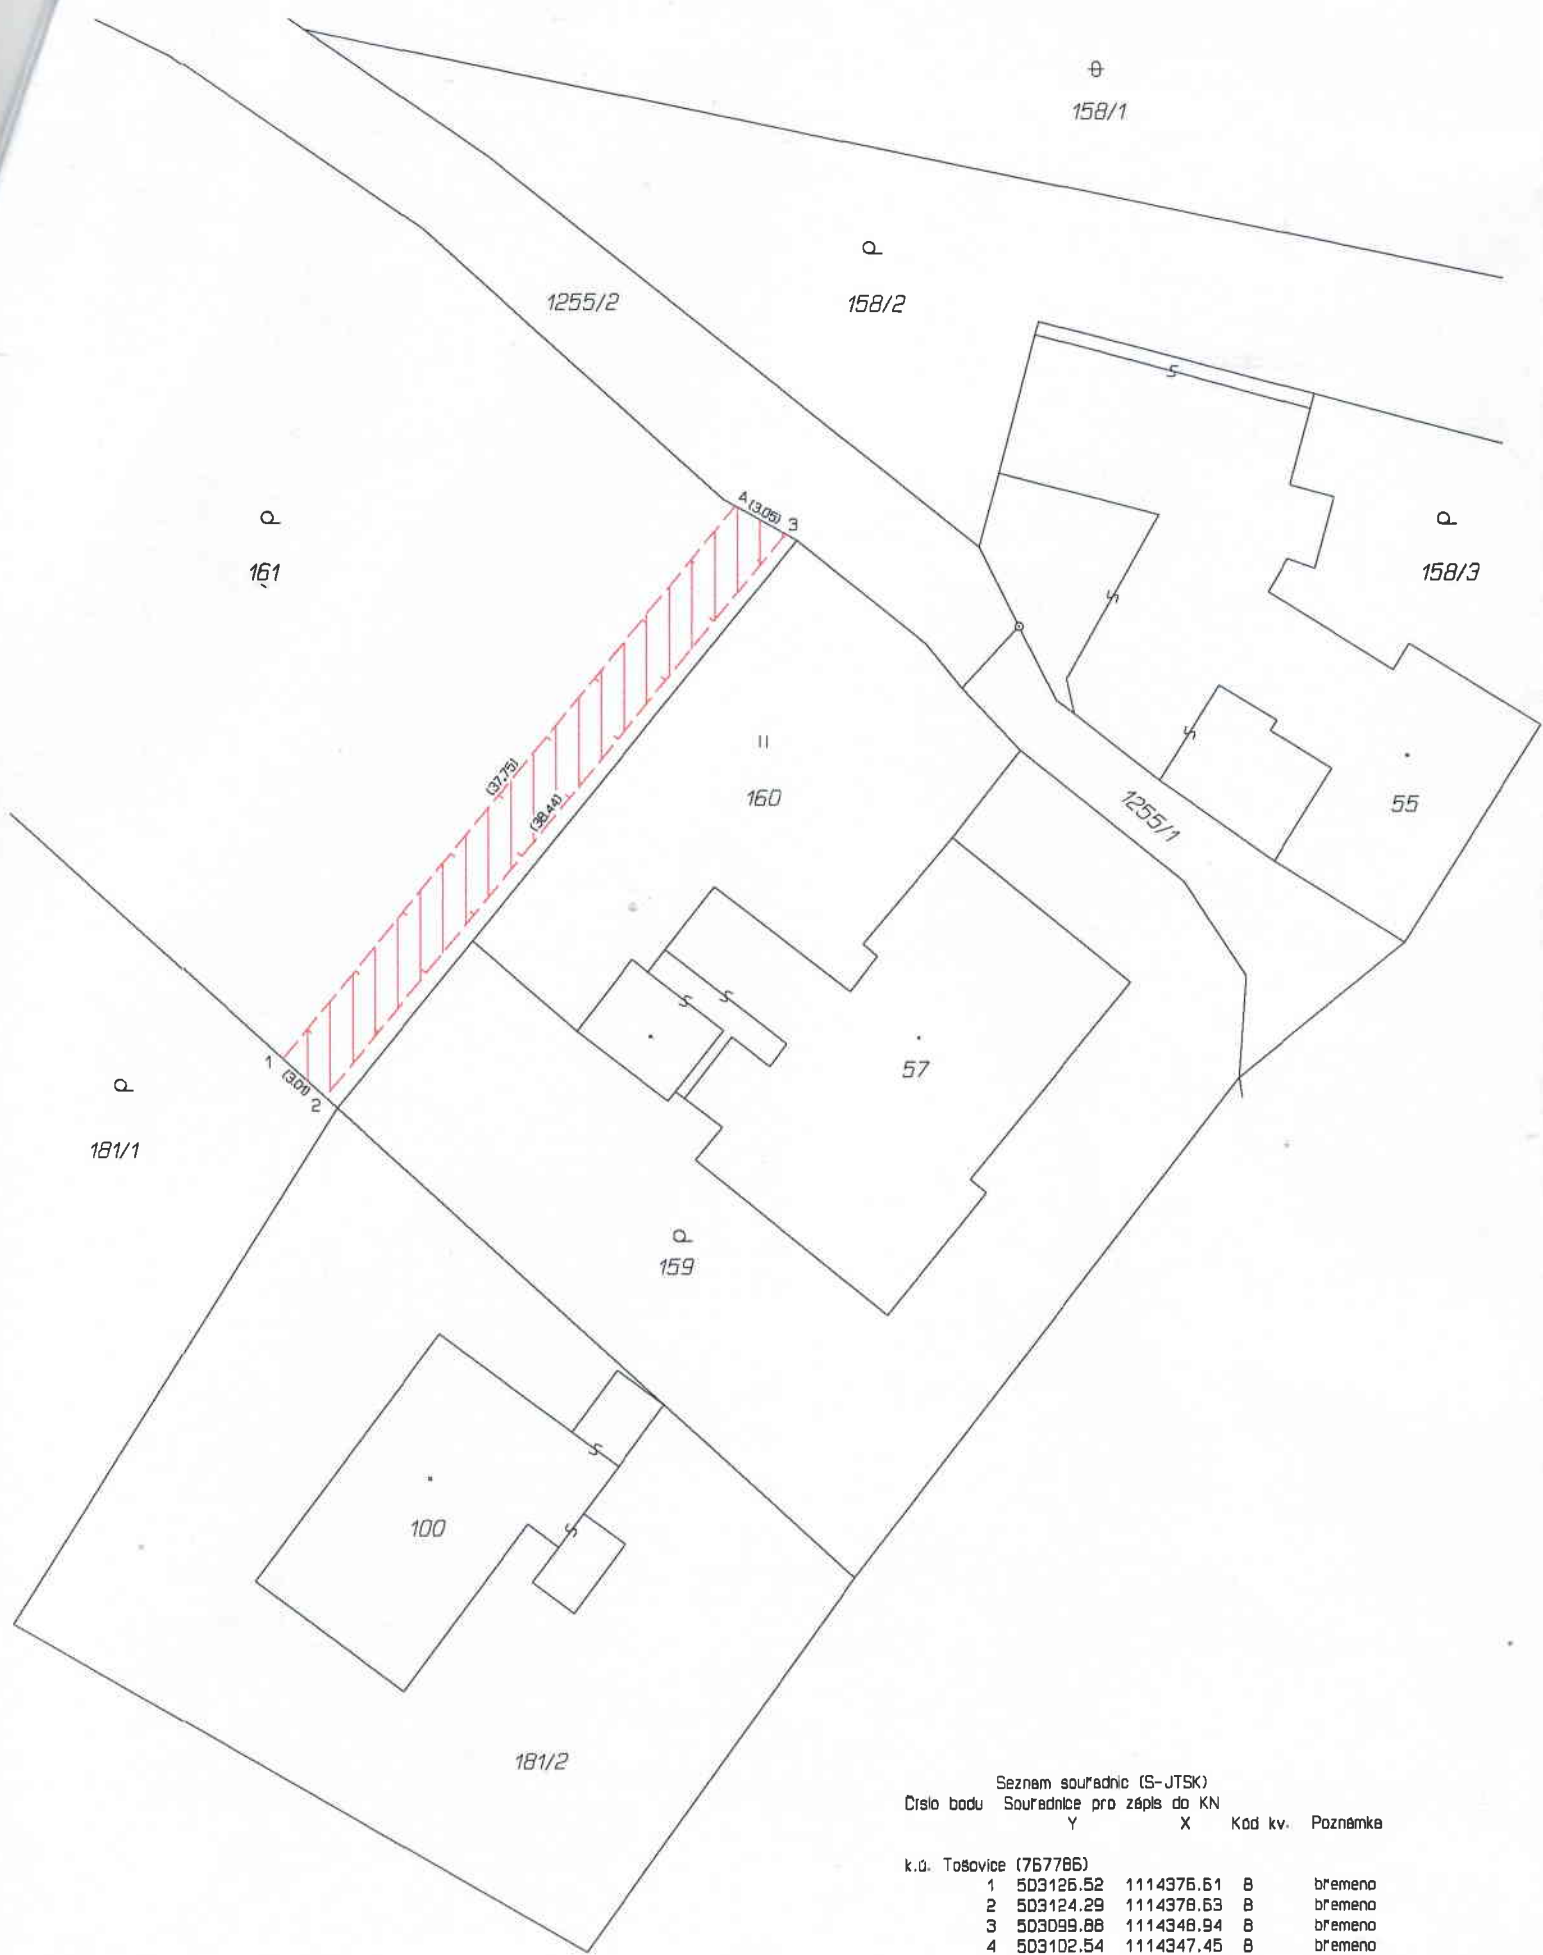 158/1
158/2
1255/2
161
4 (3.05) 3
158/3
(37.75)
(38.44)
160
1255/1
55
57
1
(3.01)
2
181/1
159
100
181/2
Seznam souřadnic (S-JTSK)
Číslo bodu Souřadnice pro zápis do KN
Y X Kód kv. Poznámka
k.ú. Tošovice (767786)
1 503126.52 1114376.61 8 břemeno
2 503124.29 1114378.63 8 břemeno
3 503099.88 1114348.94 8 břemeno
4 503102.54 1114347.45 8 břemeno